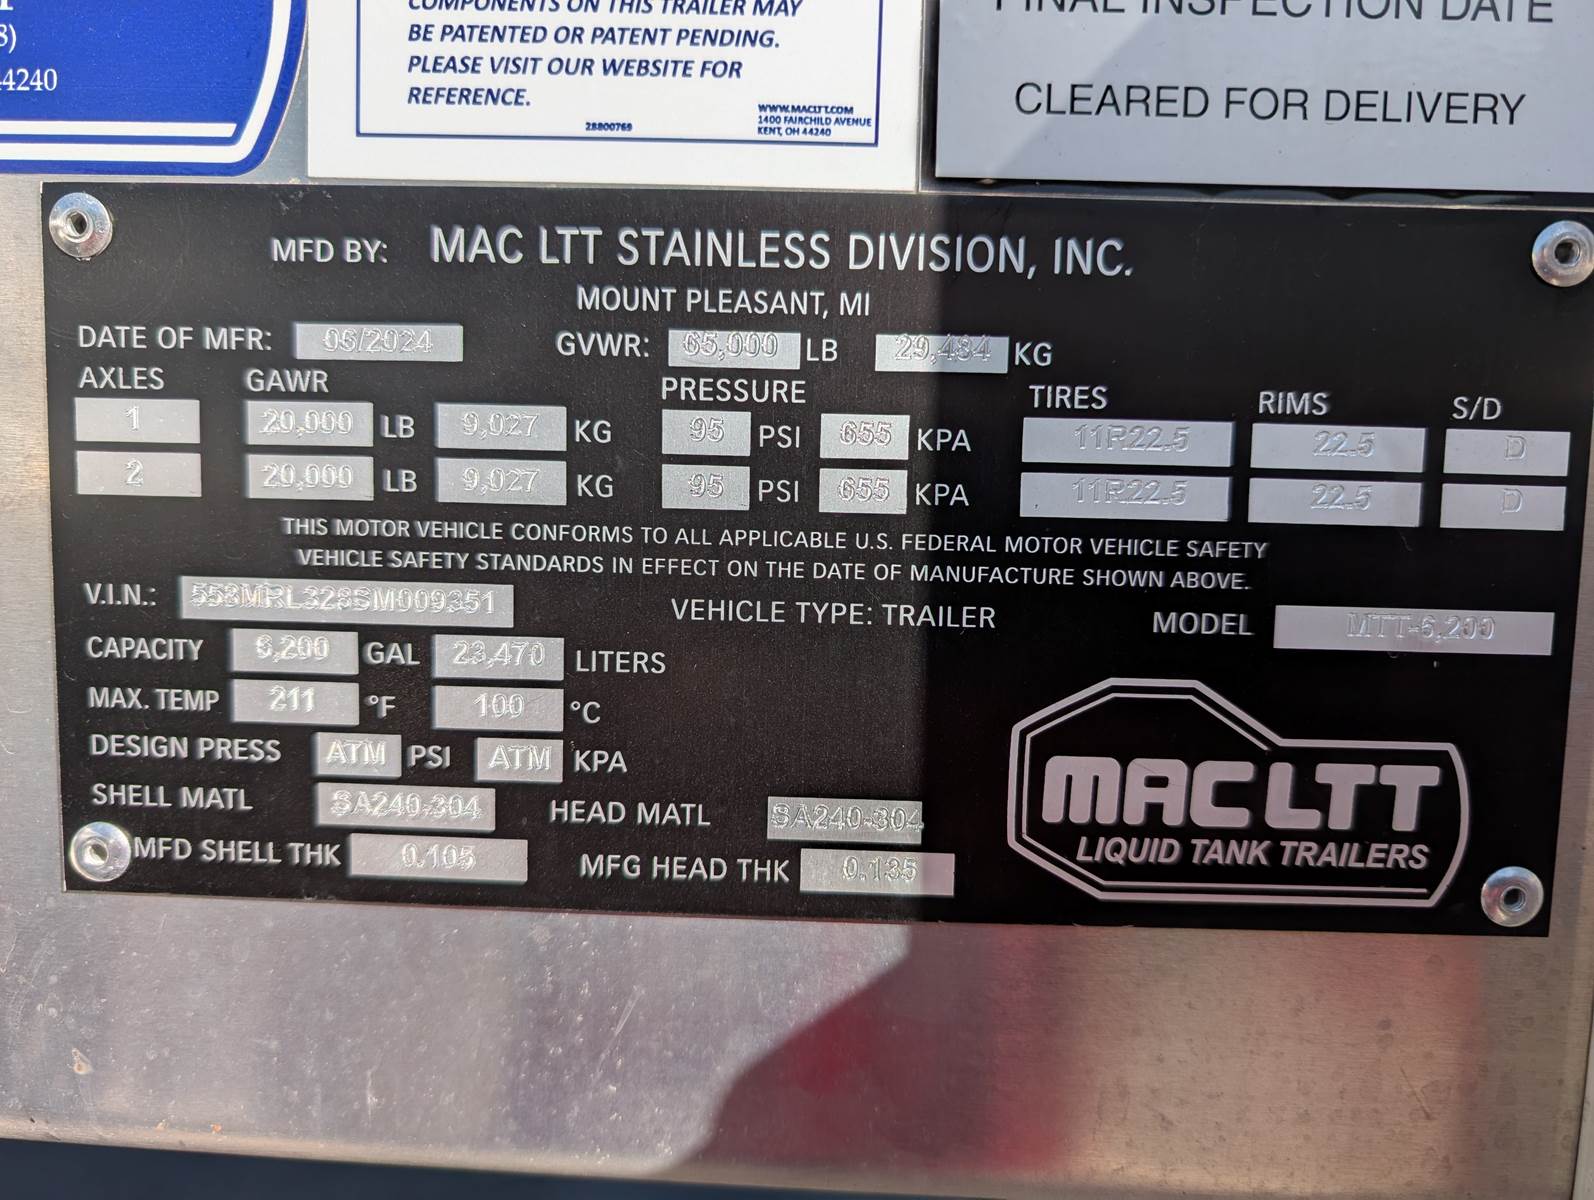 8)
44240
COMPONENTS ON THIS TRAILER MAY
BE PATENTED OR PATENT PENDING.
PLEASE VISIT OUR WEBSITE FOR
REFERENCE.
28800769
WWW.MACLTT.COM
1400 FAIRCHILD AVENUE
KENT, OH 44240
FINAL INSPECTION DATE
CLEARED FOR DELIVERY
MFD BY: MAC LTT STAINLESS DIVISION, INC.
MOUNT PLEASANT, MI
DATE OF MFR: 06/2024 GVWR: 65,000 LB 29,484 KG
AXLES GAWR PRESSURE TIRES RIMS S/D
1 20,000 LB 9,027 KG 95 PSI 655 KPA 11R22.5 22.5 D
2 20,000 LB 9,027 KG 95 PSI 655 KPA 11R22.5 22.5 D
THIS MOTOR VEHICLE CONFORMS TO ALL APPLICABLE U.S. FEDERAL MOTOR VEHICLE SAFETY
VEHICLE SAFETY STANDARDS IN EFFECT ON THE DATE OF MANUFACTURE SHOWN ABOVE.
V.I.N.: 558MRL328SM009351 VEHICLE TYPE: TRAILER MODEL MTT-6,200
CAPACITY 6,200 GAL 23,470 LITERS
MAX. TEMP 211 °F 100 °C
DESIGN PRESS ATM PSI ATM KPA
SHELL MATL SA240-304 HEAD MATL SA240-304
MFD SHELL THK 0.105 MFG HEAD THK 0.135
MAC LTT
LIQUID TANK TRAILERS